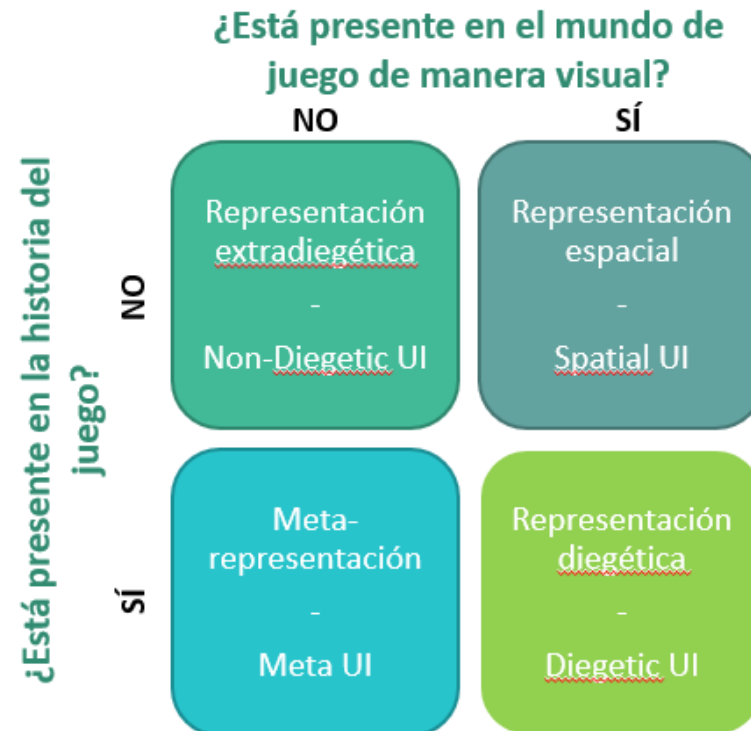 ¿Está presente en el mundo de
juego de manera visual?
NO
SÍ
¿Está presente en la historia del
juego?
NO
Representación
extradiegética
-
Non-Diegetic UI
Representación
espacial
-
Spatial UI
SÍ
Meta-
representación
-
Meta UI
Representación
diegética
-
Diegetic UI